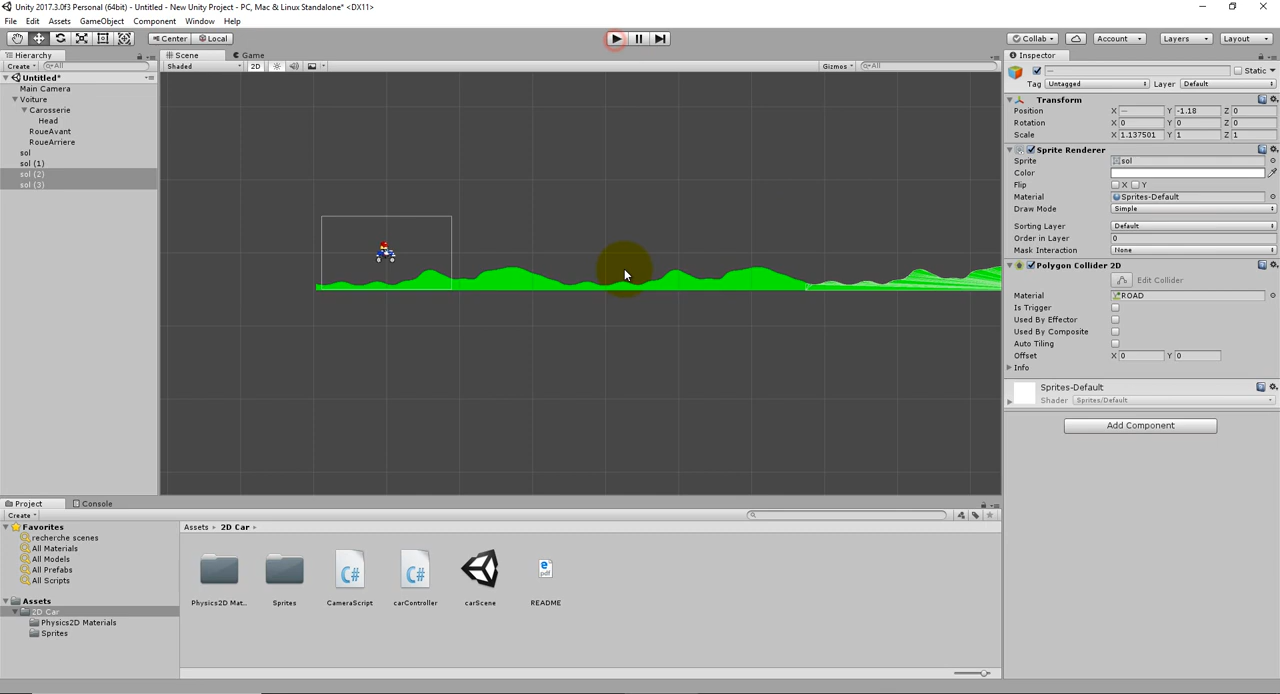 Unity 2017.3.0f3 Personal (64bit) - Untitled - New Unity Project - PC, Mac & Linux Standalone* <DX11>
File Edit Assets GameObject Component Window Help
Center Local Collab Account Layers Layout
Hierarchy Scene Game Inspector
Create All Shaded 2D Gizmos All
Static
Untitled*
Main Camera
Voiture
Carosserie
Head
RoueAvant
RoueArriere
sol
sol (1)
sol (2)
sol (3)
Tag Untagged Layer Default
Transform
Position X — Y -1.18 Z 0
Rotation X 0 Y 0 Z 0
Scale X 1.137501 Y 1 Z 1
Sprite Renderer
Sprite sol
Color
Flip X Y
Material Sprites-Default
Draw Mode Simple
Sorting Layer Default
Order in Layer 0
Mask Interaction None
Polygon Collider 2D
Edit Collider
Material ROAD
Is Trigger
Used By Effector
Used By Composite
Auto Tiling
Offset X 0 Y 0
Info
Sprites-Default
Shader Sprites/Default
Add Component
Project Console
Create
Favorites
recherche scenes
All Materials
All Models
All Prefabs
All Scripts
Assets
2D Car
Physics2D Materials
Sprites
Assets 2D Car
C# C# e pdf
Physics2D Mat... Sprites CameraScript carController carScene README